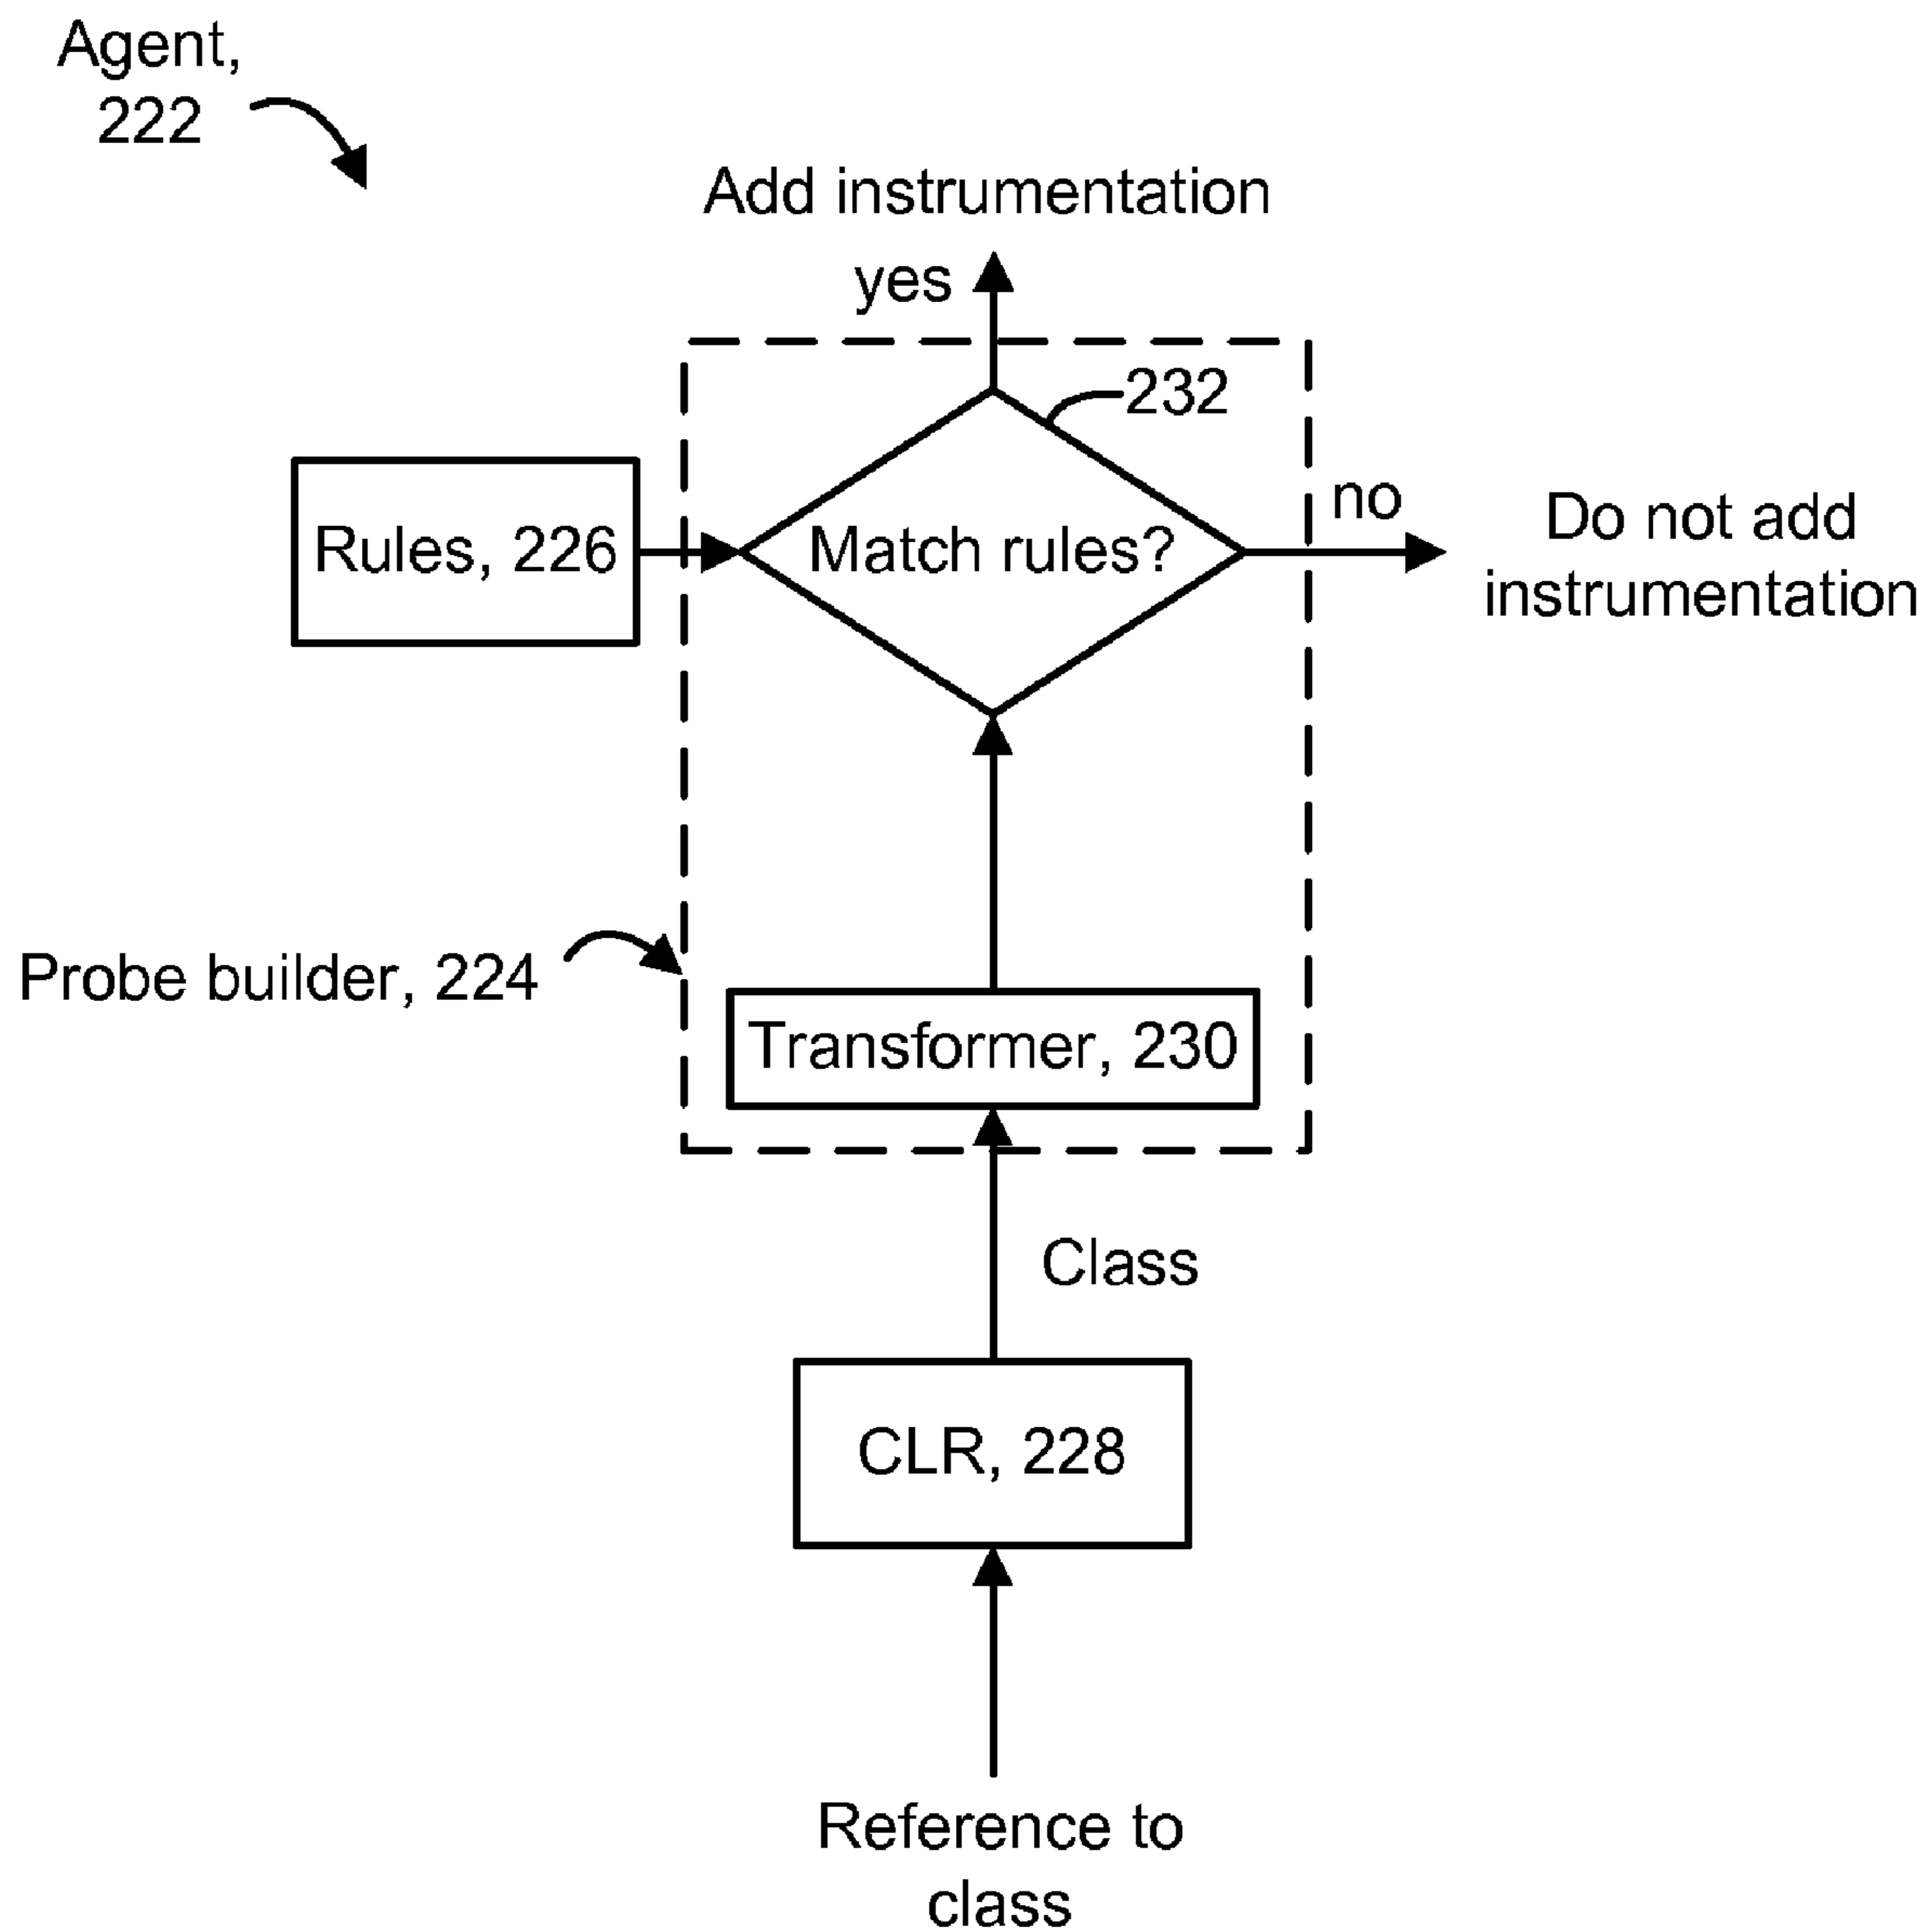 Agent,
222
Add instrumentation
yes
232
Rules, 226
Match rules?
no
Do not add
instrumentation
Probe builder, 224
Transformer, 230
Class
CLR, 228
Reference to
class